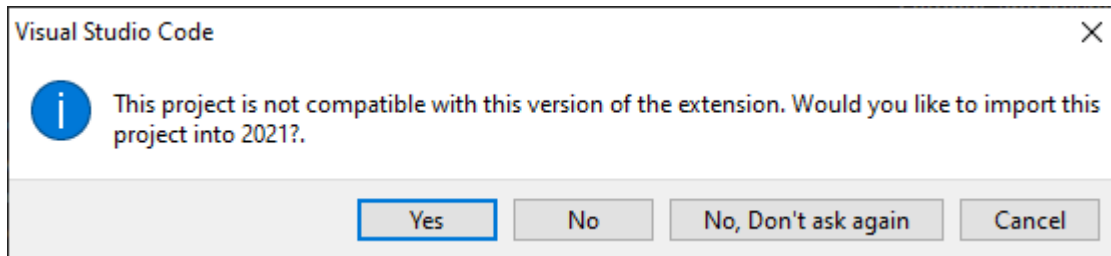 Visual Studio Code
This project is not compatible with this version of the extension. Would you like to import this
project into 2021?.
Yes
No
No, Don't ask again
Cancel